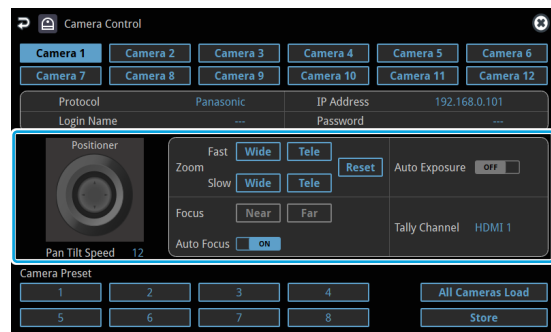 Camera Control
Camera 1 Camera 2 Camera 3 Camera 4 Camera 5 Camera 6
Camera 7 Camera 8 Camera 9 Camera 10 Camera 11 Camera 12
Protocol Panasonic IP Address 192.168.0.101
Login Name --- Password ---
Positioner
Fast Wide Tele
Zoom Reset Auto Exposure OFF
Slow Wide Tele
Focus Near Far
Tally Channel HDMI 1
Auto Focus ON
Pan Tilt Speed 12
Camera Preset
1 2 3 4 All Cameras Load
5 6 7 8 Store